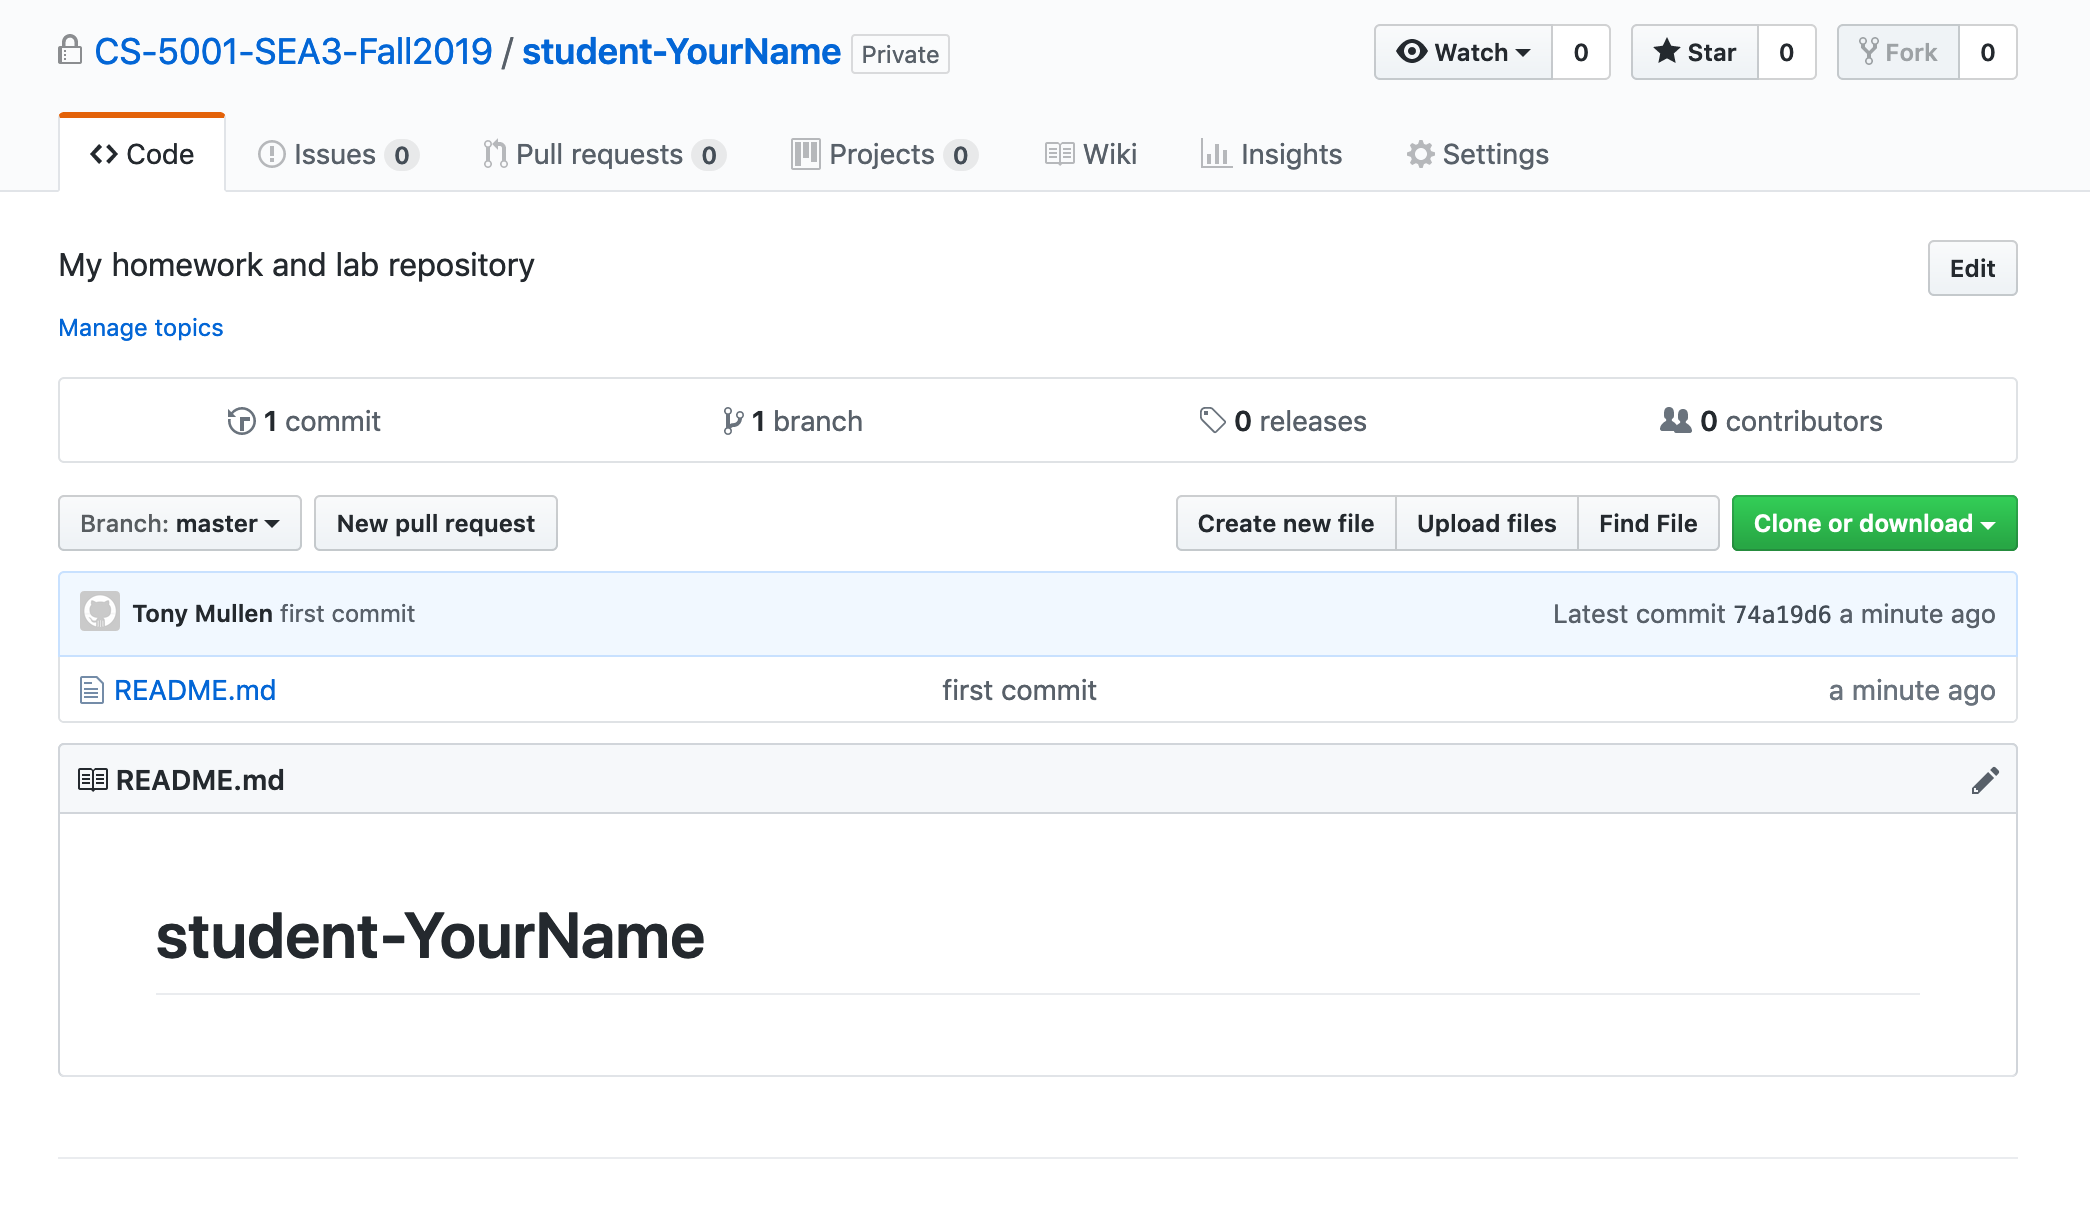 CS-5001-SEA3-Fall2019 / student-YourName Private Watch 0 Star 0 Fork 0
Code Issues 0 Pull requests 0 Projects 0 Wiki Insights Settings
My homework and lab repository Edit
Manage topics
1 commit 1 branch 0 releases 0 contributors
Branch: master New pull request Create new file Upload files Find File Clone or download
Tony Mullen first commit Latest commit 74a19d6 a minute ago
README.md first commit a minute ago
README.md
student-YourName